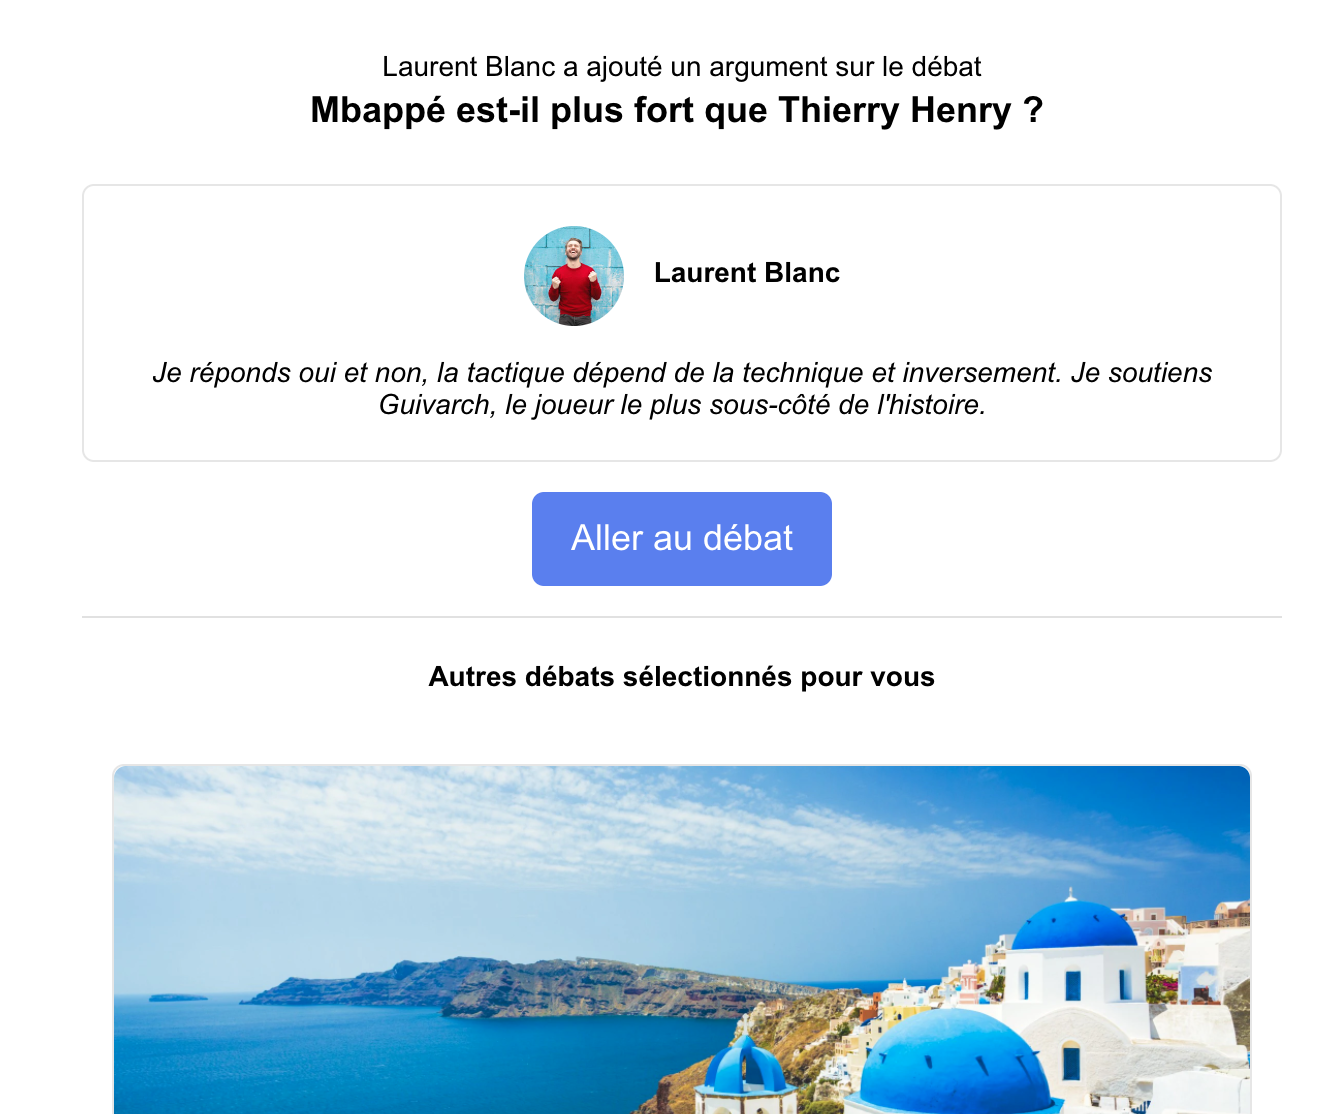 Laurent Blanc a ajouté un argument sur le débat
Mbappé est-il plus fort que Thierry Henry ?
Laurent Blanc
Je réponds oui et non, la tactique dépend de la technique et inversement. Je soutiens
Guivarch, le joueur le plus sous-côté de l'histoire.
Aller au débat
Autres débats sélectionnés pour vous